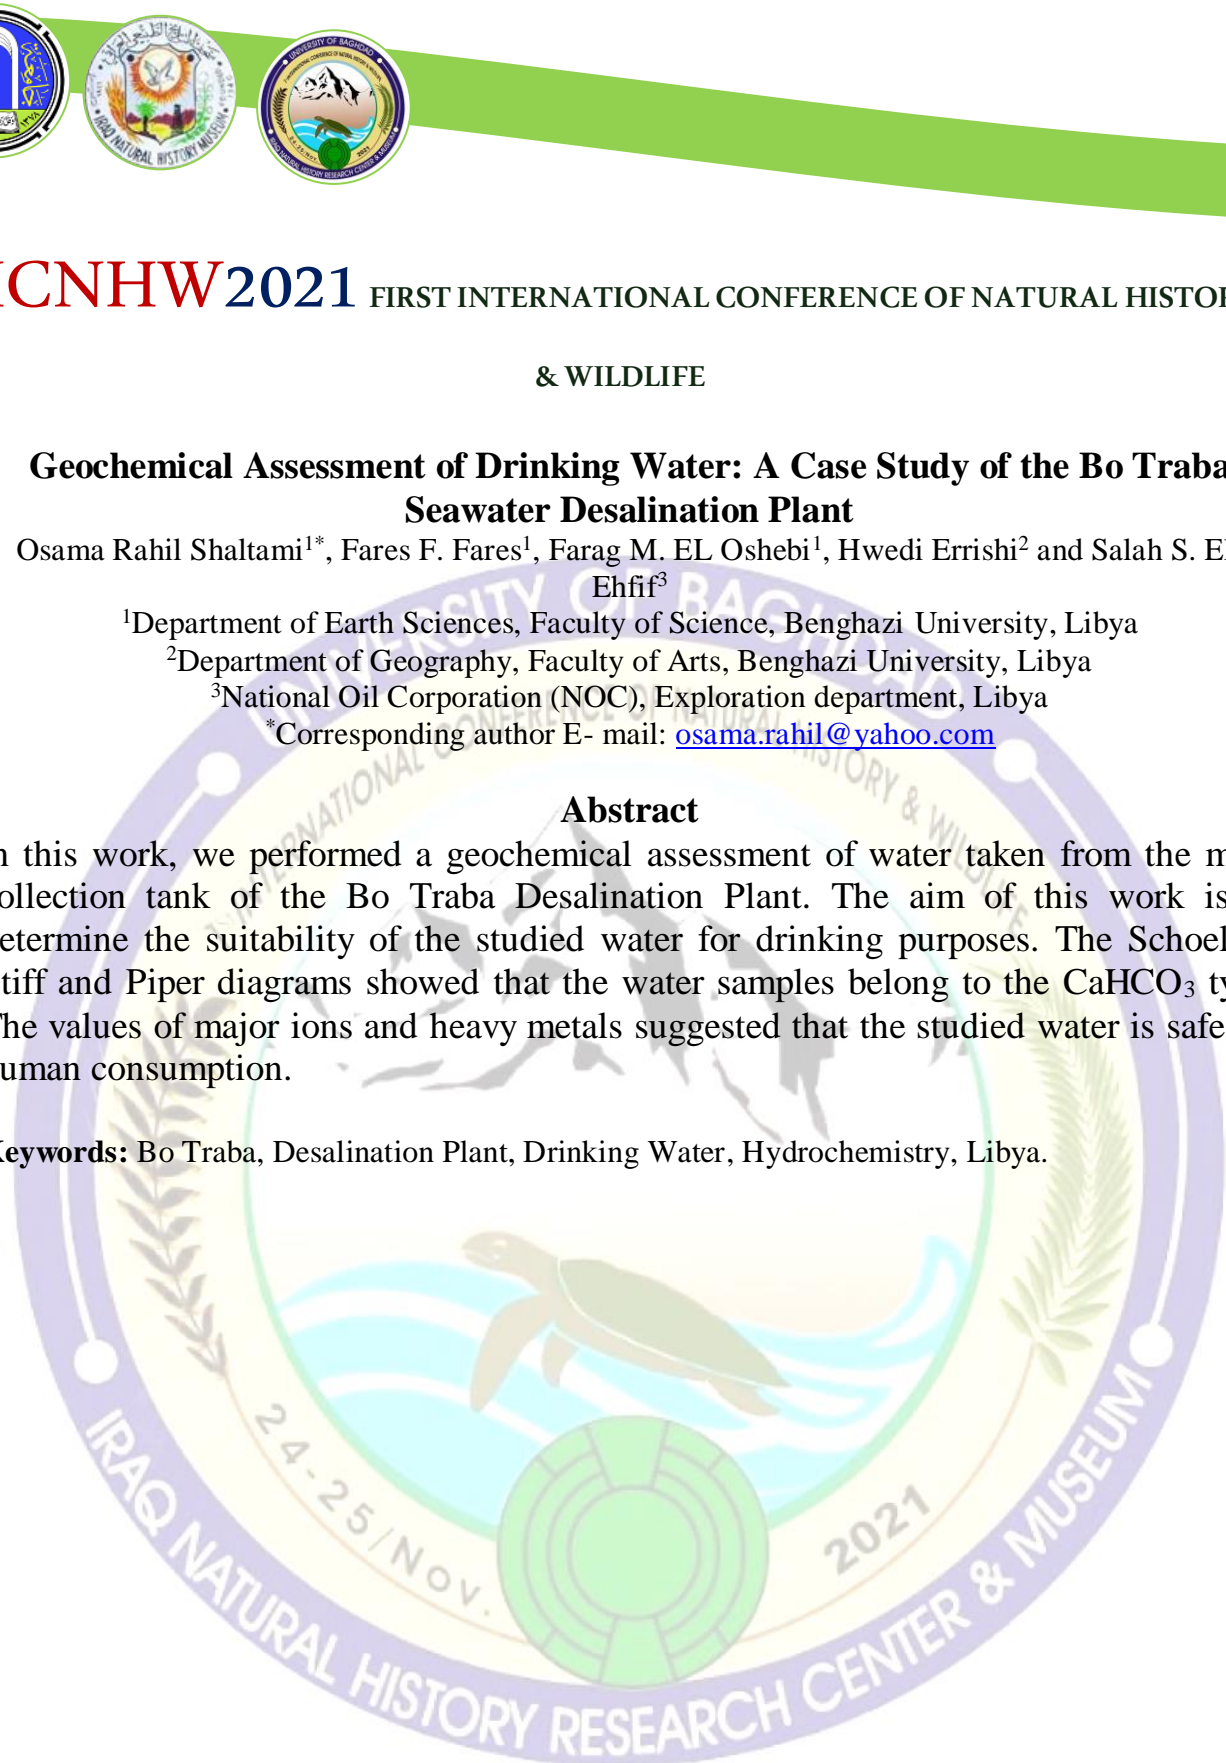 ICNHW2021 FIRST INTERNATIONAL CONFERENCE OF NATURAL HISTOR
& WILDLIFE
Geochemical Assessment of Drinking Water: A Case Study of the Bo Traba
Seawater Desalination Plant
Osama Rahil Shaltami1*, Fares F. Fares1, Farag M. EL Oshebi1, Hwedi Errishi2 and Salah S. El
Ehfif3
1Department of Earth Sciences, Faculty of Science, Benghazi University, Libya
2Department of Geography, Faculty of Arts, Benghazi University, Libya
3National Oil Corporation (NOC), Exploration department, Libya
*Corresponding author E- mail: osama.rahil@yahoo.com
Abstract
n this work, we performed a geochemical assessment of water taken from the m
ollection tank of the Bo Traba Desalination Plant. The aim of this work is
etermine the suitability of the studied water for drinking purposes. The Schoel
tiff and Piper diagrams showed that the water samples belong to the CaHCO3 ty
The values of major ions and heavy metals suggested that the studied water is safe
uman consumption.
Keywords: Bo Traba, Desalination Plant, Drinking Water, Hydrochemistry, Libya.
UNIVERSITY OF BAGHDAD
1st INTERNATIONAL CONFERENCE OF NATURAL HISTORY & WILDLIFE
24-25/Nov. 2021
IRAQ NATURAL HISTORY RESEARCH CENTER & MUSEUM